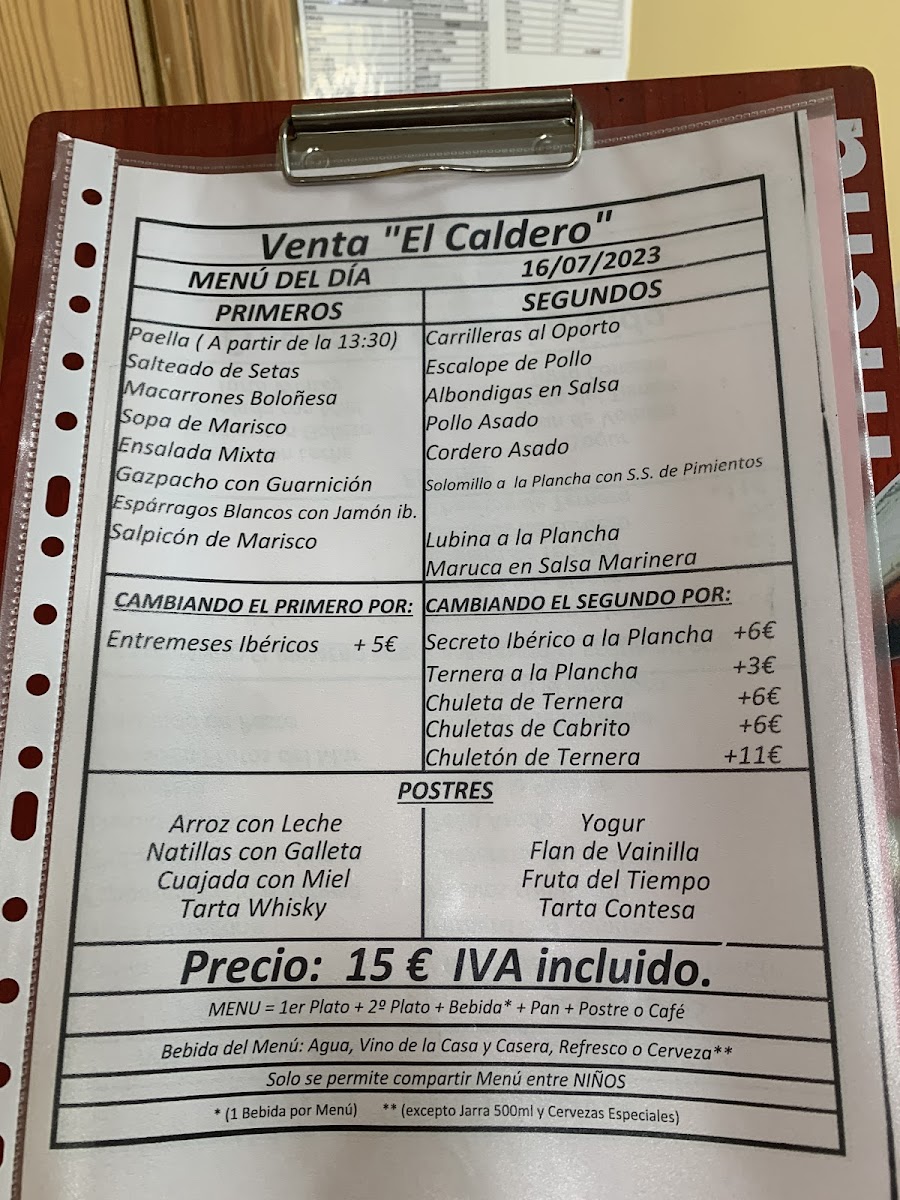 Venta "El Caldero"
MENÚ DEL DÍA 16/07/2023
PRIMEROS
Paella ( A partir de la 13:30)
Salteado de Setas
Macarrones Boloñesa
Sopa de Marisco
Ensalada Mixta
Gazpacho con Guarnición
Espárragos Blancos con Jamón ib.
Salpicón de Marisco
SEGUNDOS
Carrilleras al Oporto
Escalope de Pollo
Albondigas en Salsa
Pollo Asado
Cordero Asado
Solomillo a la Plancha con S.S. de Pimientos
Lubina a la Plancha
Maruca en Salsa Marinera
CAMBIANDO EL PRIMERO POR:
Entremeses Ibéricos + 5€
CAMBIANDO EL SEGUNDO POR:
Secreto Ibérico a la Plancha +6€
Ternera a la Plancha +3€
Chuleta de Ternera +6€
Chuletas de Cabrito +6€
Chuletón de Ternera +11€
POSTRES
Arroz con Leche
Natillas con Galleta
Cuajada con Miel
Tarta Whisky
Yogur
Flan de Vainilla
Fruta del Tiempo
Tarta Contesa
Precio: 15 € IVA incluido.
MENU = 1er Plato + 2º Plato + Bebida* + Pan + Postre o Café
Bebida del Menú: Agua, Vino de la Casa y Casera, Refresco o Cerveza**
Solo se permite compartir Menú entre NIÑOS
* (1 Bebida por Menú) ** (excepto Jarra 500ml y Cervezas Especiales)